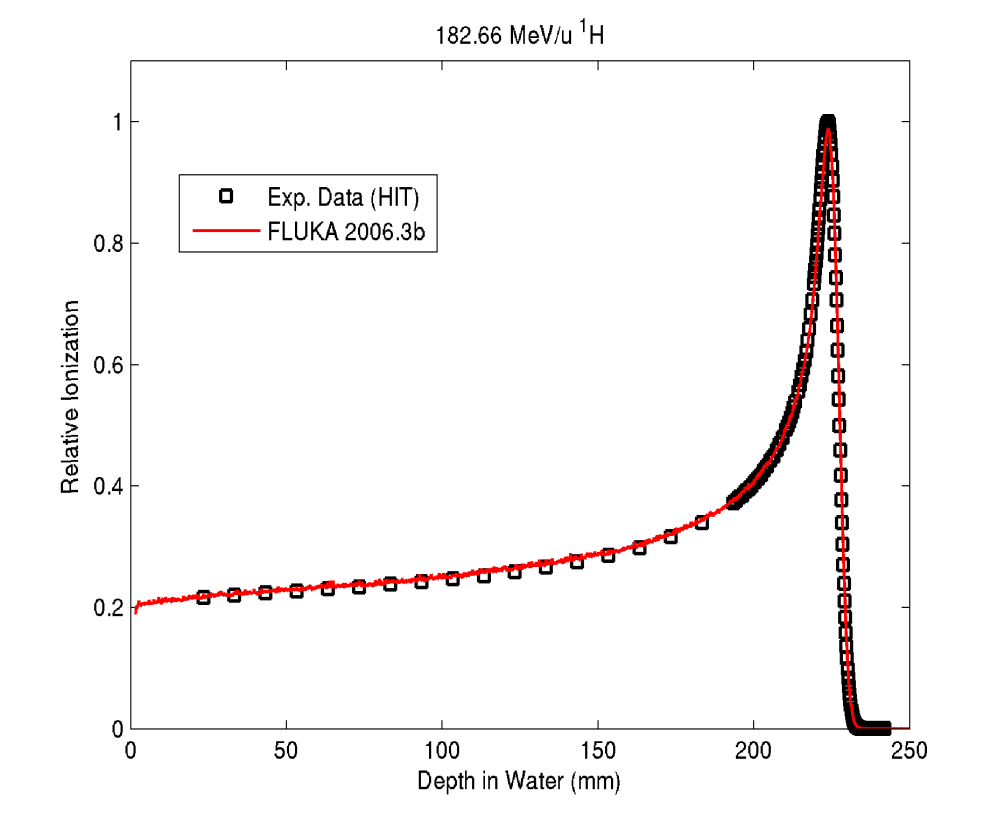 182.66 MeV/u ¹H
1
0.8
0.6
0.4
0.2
0
Relative Ionization
Exp. Data (HIT)
FLUKA 2006.3b
0
50
100
150
200
250
Depth in Water (mm)